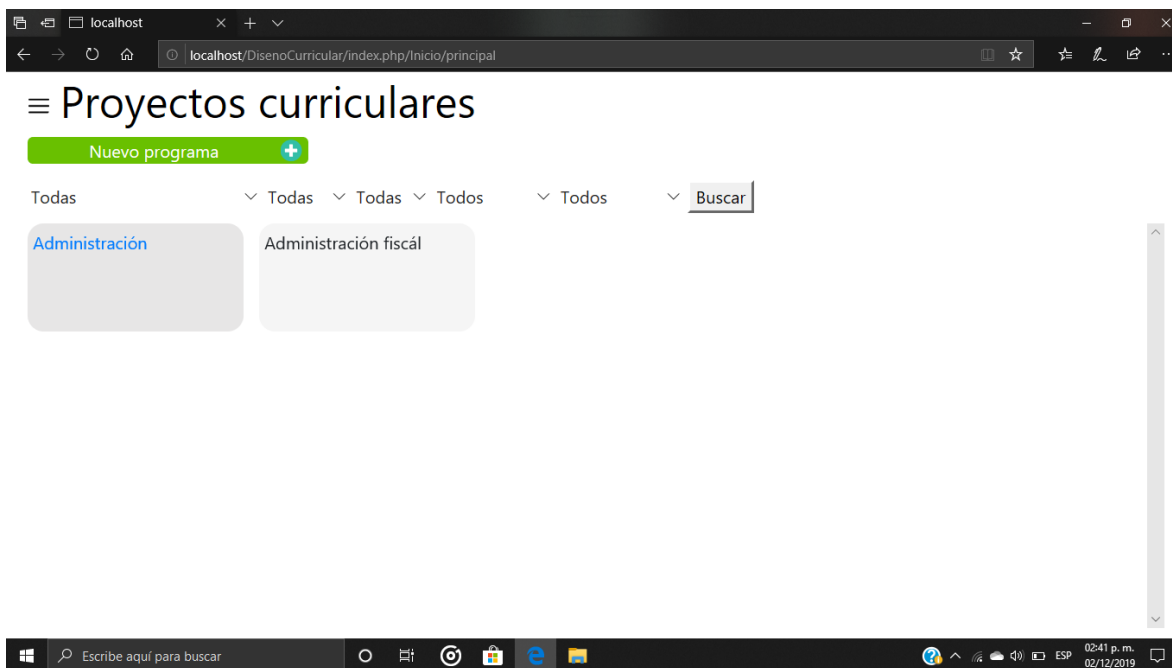 localhost
localhost/DisenoCurricular/index.php/Inicio/principal
Proyectos curriculares
Nuevo programa
Todas Todas Todas Todos Todos Buscar
Administración Administración fiscál
Escribe aquí para buscar ESP 02:41 p. m.
02/12/2019